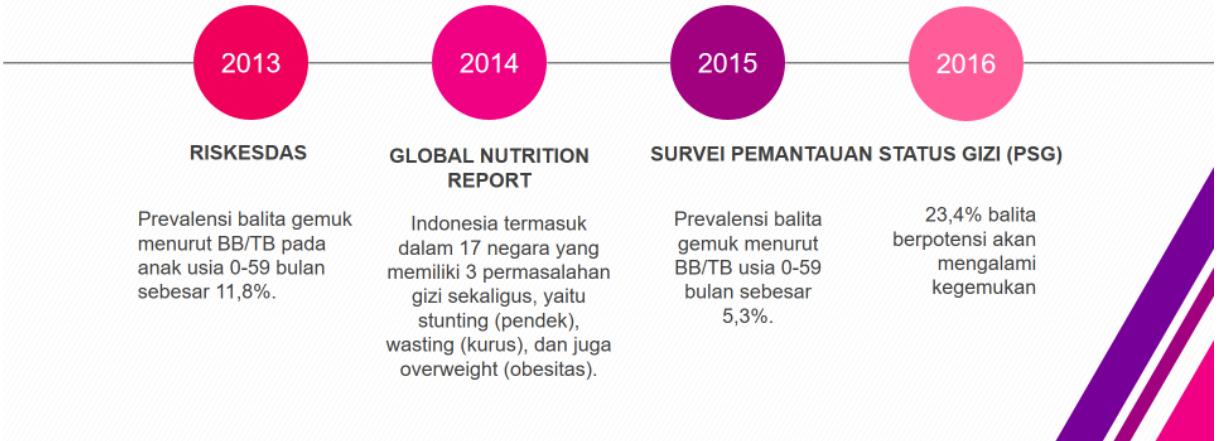 2013
2014
2015
2016
RISKESDAS
Prevalensi balita gemuk
menurut BB/TB pada
anak usia 0-59 bulan
sebesar 11,8%.
GLOBAL NUTRITION
REPORT
Indonesia termasuk
dalam 17 negara yang
memiliki 3 permasalahan
gizi sekaligus, yaitu
stunting (pendek),
wasting (kurus), dan juga
overweight (obesitas).
SURVEI PEMANTAUAN STATUS GIZI (PSG)
Prevalensi balita
gemuk menurut
BB/TB usia 0-59
bulan sebesar
5,3%.
23,4% balita
berpotensi akan
mengalami
kegemukan